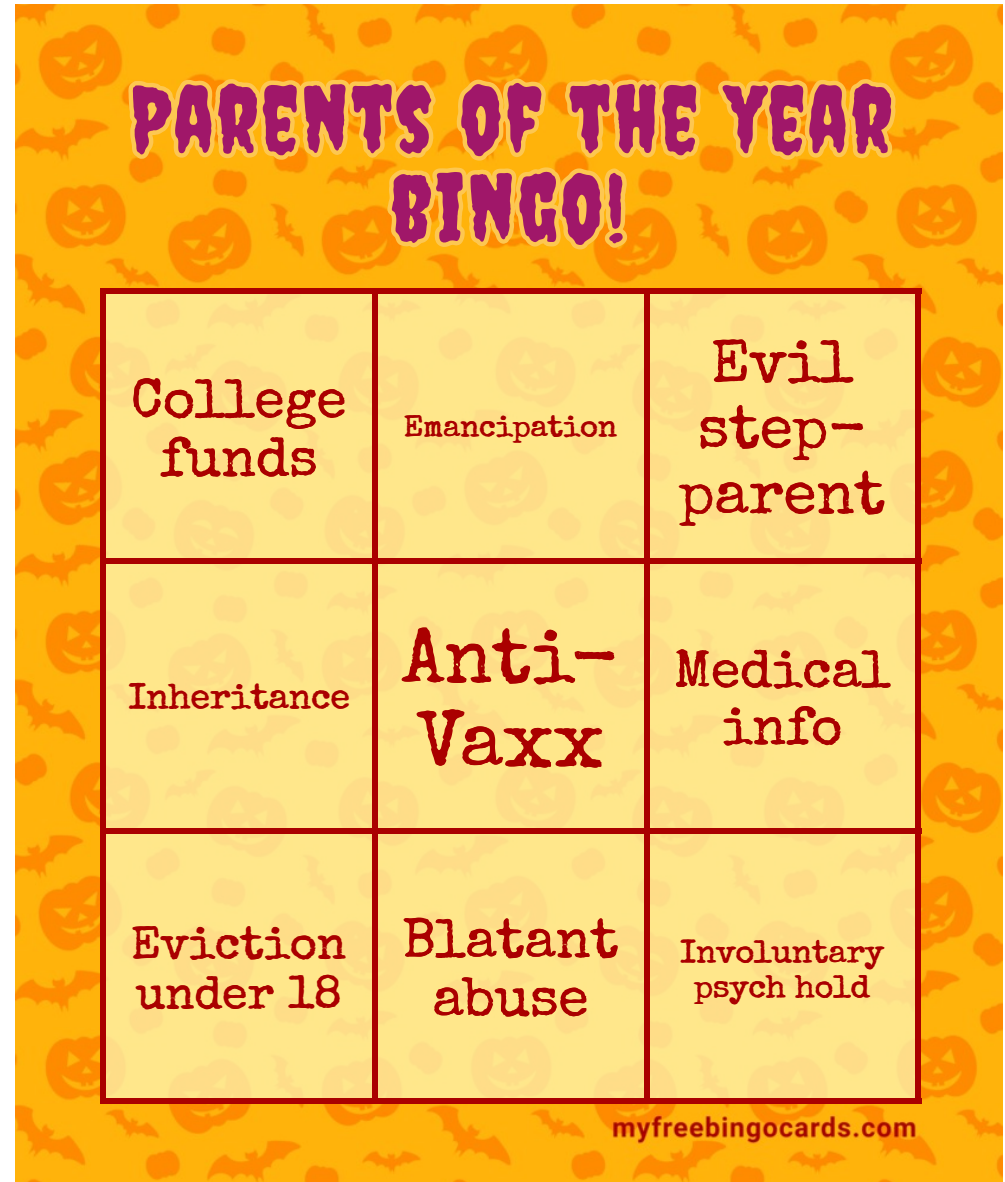 PARENTS OF THE YEAR
BINGO!
College
funds
Emancipation
Evil
step-
parent
Inheritance
Anti-
Vaxx
Medical
info
Eviction
under 18
Blatant
abuse
Involuntary
psych hold
myfreebingocards.com